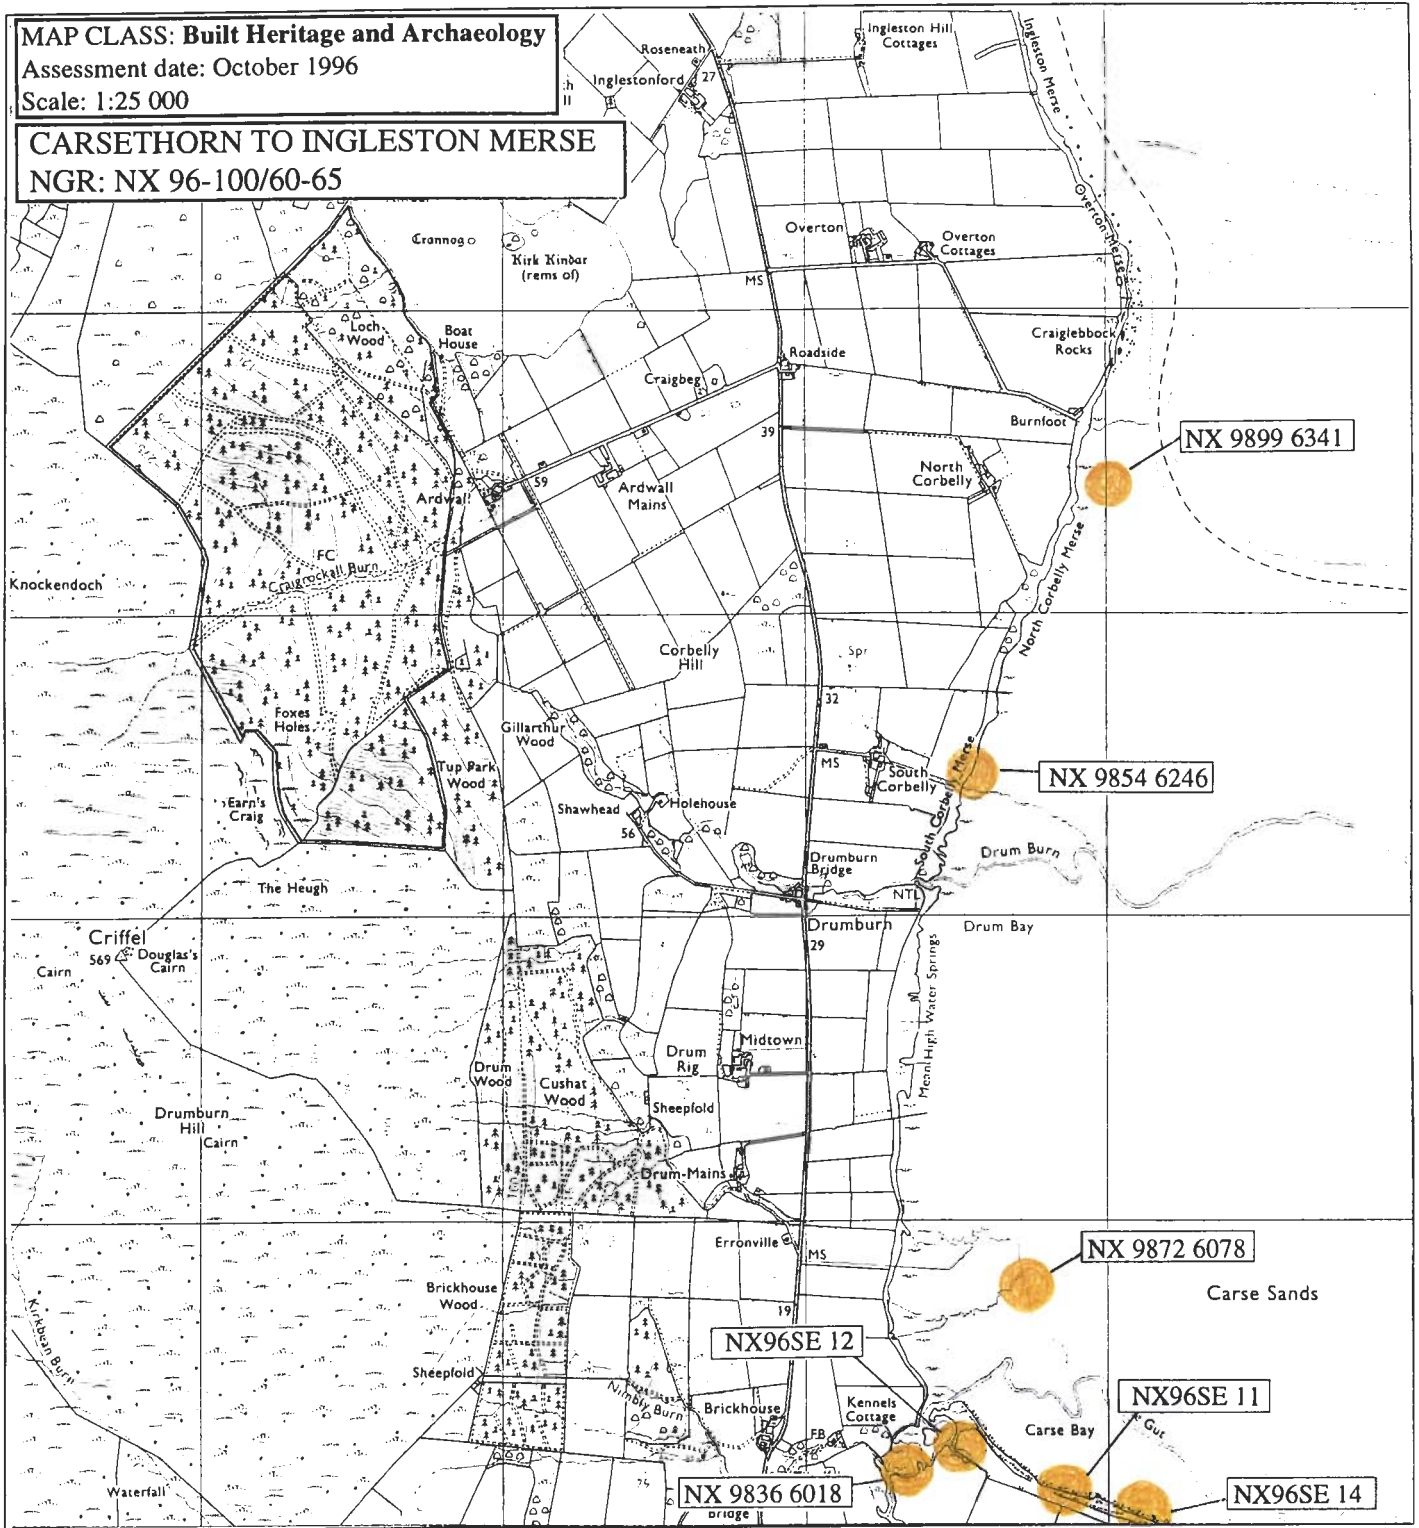 MAP CLASS: Built Heritage and Archaeology
Assessment date: October 1996
Scale: 1:25 000
CARSETHORN TO INGLESTON MERSE
NGR: NX 96-100/60-65
Roseneath
Inglestonford
27
Ingleston Hill
Cottages
Ingleston Merse
Crannog
Kirk Kindar
(rems of)
Overton
Overton
Cottages
Overton Merse
MS
Loch
Wood
Boat
House
Craigbeg
Roadside
Craiglebbock
Rocks
Burnfoot
39
NX 9899 6341
North
Corbelly
Ardwall
59
Ardwall
Mains
FC
Craigrockall Burn
Knockendoch
North Corbelly Merse
Corbelly
Hill
Spr
32
Foxes
Holes
Gillarthur
Wood
Tup Park
Wood
MS
South
Corbelly
South Corbelly Merse
NX 9854 6246
Earn's
Craig
Shawhead
Holehouse
56
Drumburn
Bridge
Drum Burn
The Heugh
NTL
Drumburn
29
Drum Bay
Criffel
569
Douglas's
Cairn
Cairn
Mean High Water Springs
Midtown
Drum
Rig
Drum
Wood
Cushat
Wood
Sheepfold
Drumburn
Hill
Cairn
Drum-Mains
Erronville
MS
NX 9872 6078
Carse Sands
Brickhouse
Wood
19
NX96SE 12
Kirkbean Burn
Sheepfold
Nimbly Burn
Brickhouse
Kennels
Cottage
FB
NX96SE 11
Carse Bay
Gut
Waterfall
NX 9836 6018
Bridge
NX96SE 14